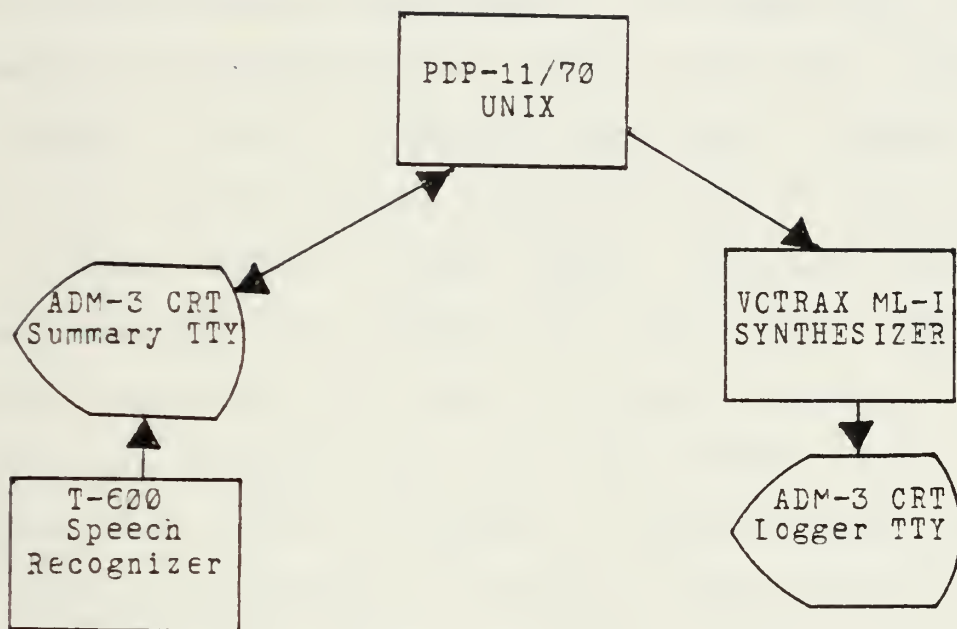 PDP-11/70
UNIX
ADM-3 CRT
Summary TTY
VCTRAX ML-I
SYNTHESIZER
T-600
Speech
Recognizer
ADM-3 CRT
Logger TTY